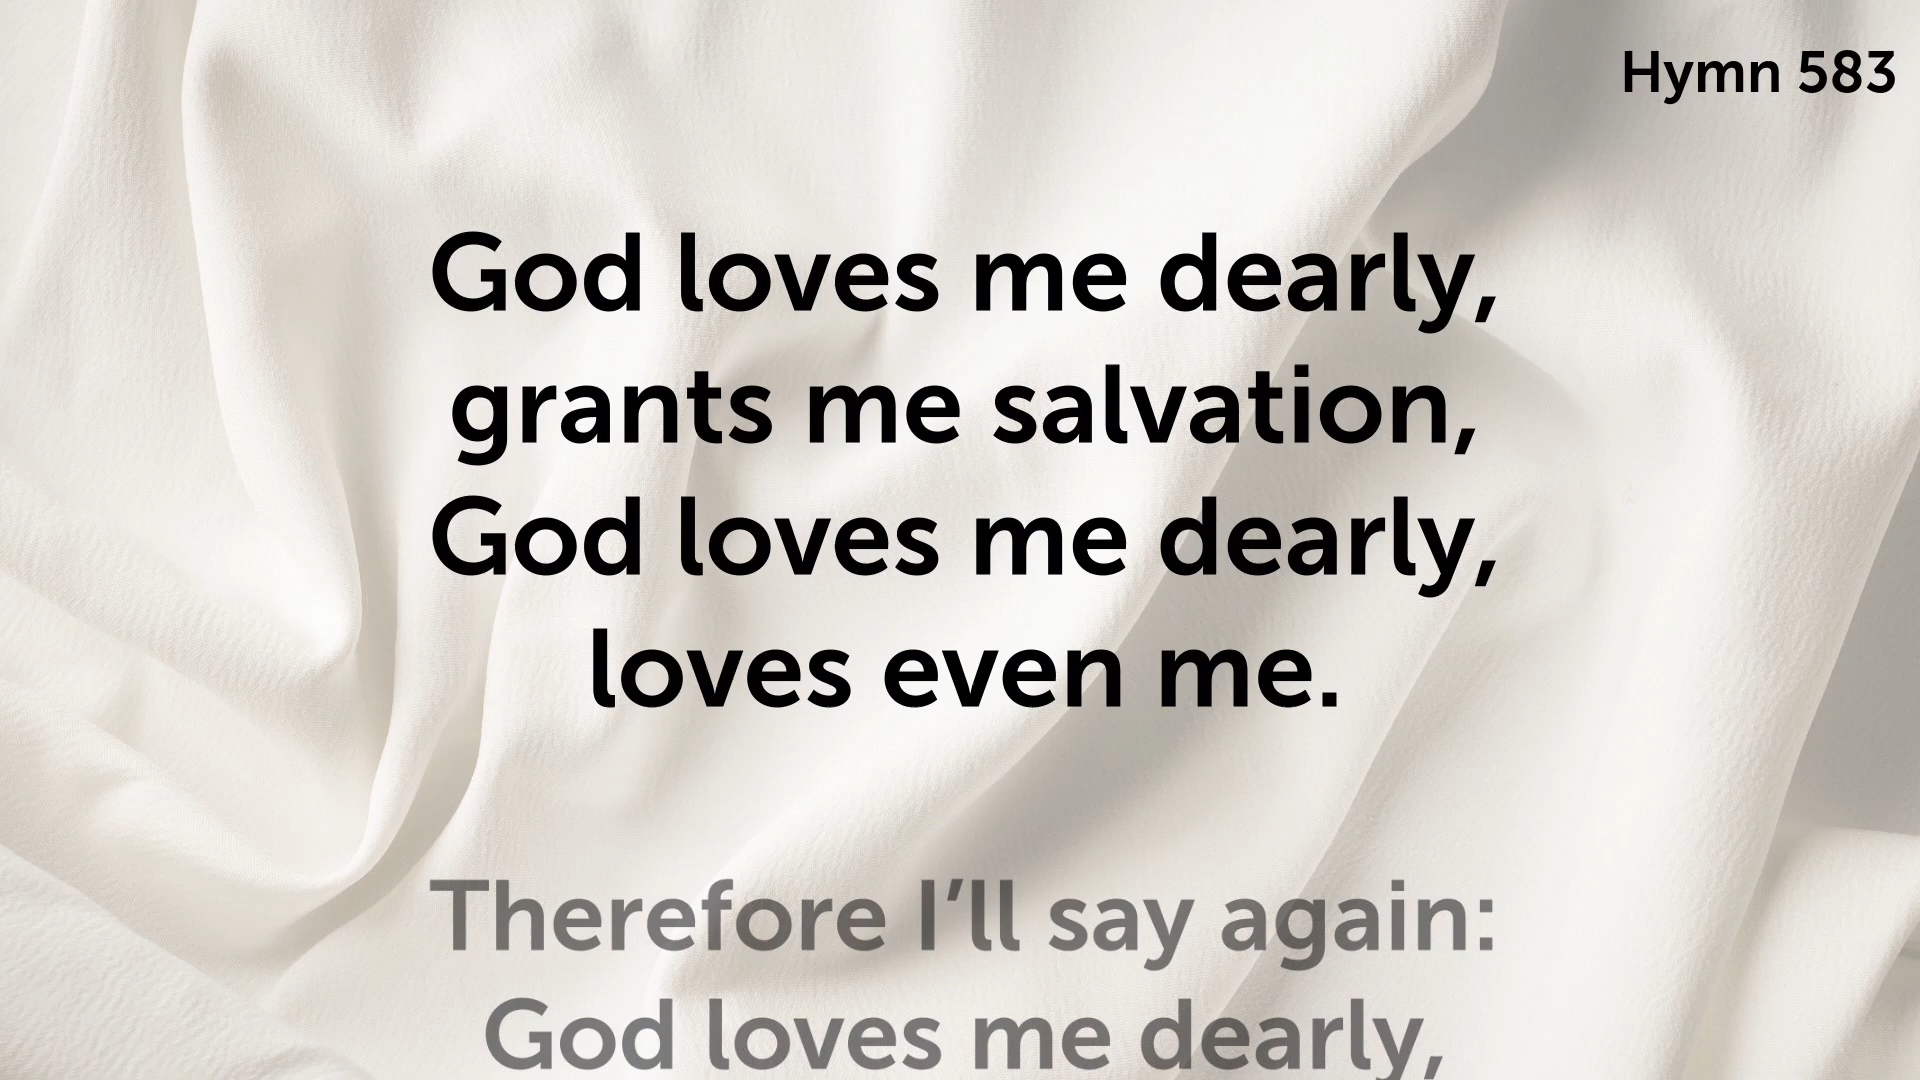 Hymn 583
God loves me dearly,
grants me salvation,
God loves me dearly,
loves even me.
Therefore I’ll say again:
God loves me dearly,